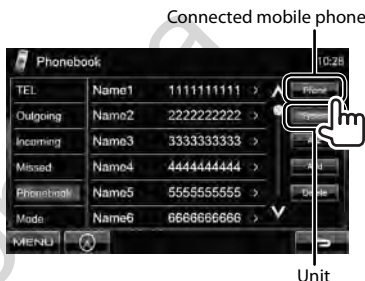 Connected mobile phone
Phonebook 10:28
TEL Name1 1111111111 > Phone
Outgoing Name2 2222222222 >
Incoming Name3 3333333333 >
Missed Name4 4444444444 > Add
Phonebook Name5 5555555555 > Delete
Mode Name6 6666666666 >
MENU
Unit